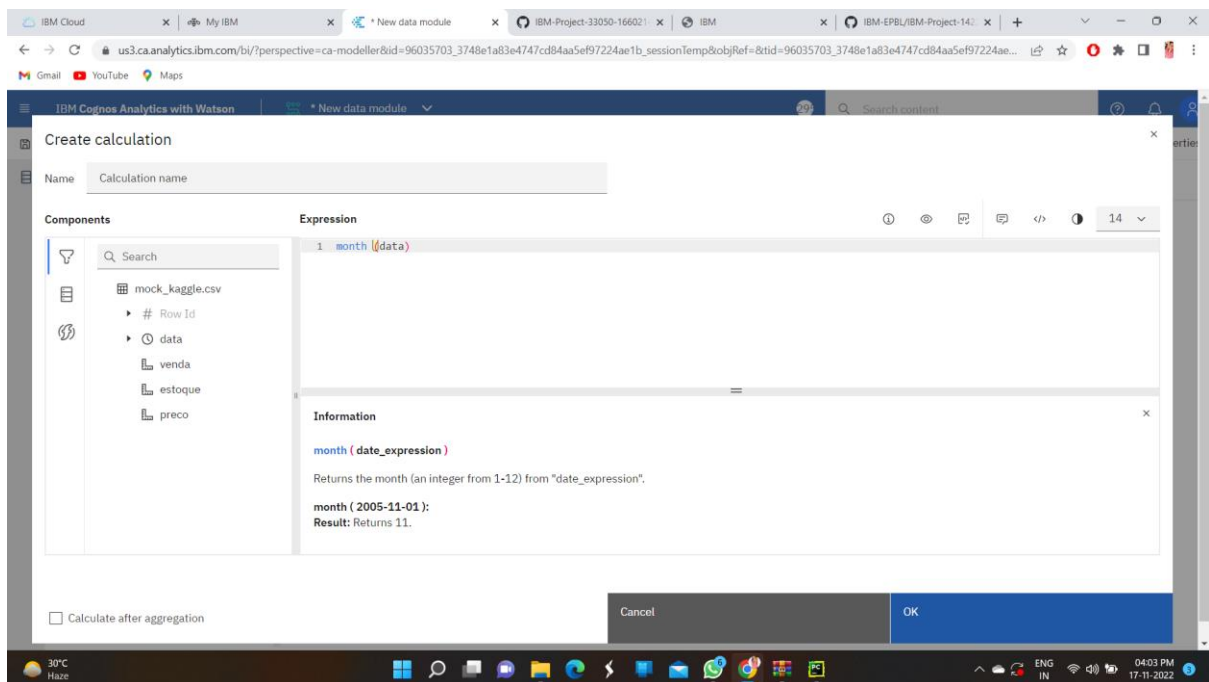 IBM Cloud
My IBM
* New data module
IBM-Project-33050-166021
IBM
IBM-EPBL/IBM-Project-142
us3.ca.analytics.ibm.com/bi/?perspective=ca-modeller&id=96035703_3748e1a83e4747cd84aa5ef97224ae1b_sessionTemp&objRef=&tid=96035703_3748e1a83e4747cd84aa5ef97224ae...
Gmail
YouTube
Maps
IBM Cognos Analytics with Watson
* New data module
Search content
erties
Create calculation
Name
Calculation name
Components
Expression
14
Search
1 month (data)
mock_kaggle.csv
# Row Id
data
venda
estoque
preco
Information
month ( date_expression )
Returns the month (an integer from 1-12) from "date_expression".
month ( 2005-11-01 ):
Result: Returns 11.
Calculate after aggregation
Cancel
OK
30°C
Haze
ENG
IN
04:03 PM
17-11-2022
3